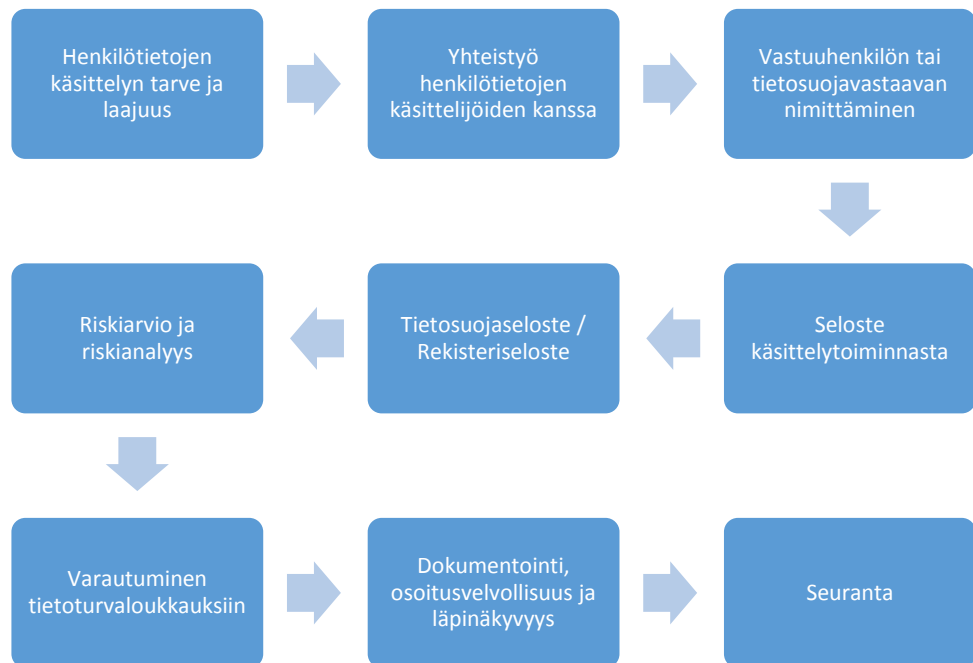 Henkilötietojen
käsittelyn tarve ja
laajuus
Yhteistyö
henkilötietojen
käsittelijöiden kanssa
Vastuuhenkilön tai
tietosuojavastaavan
nimittäminen
Seloste
käsittelytoiminnasta
Tietosuojaseloste /
Rekisteriseloste
Riskiarvio ja
riskianalyys
Varautuminen
tietoturvaloukkauksiin
Dokumentointi,
osoitusvelvollisuus ja
läpinäkyvyys
Seuranta